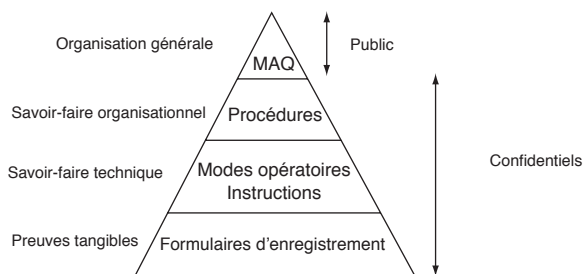 Organisation générale
MAQ
Public
Savoir-faire organisationnel
Procédures
Savoir-faire technique
Modes opératoires
Instructions
Confidentiels
Preuves tangibles
Formulaires d’enregistrement